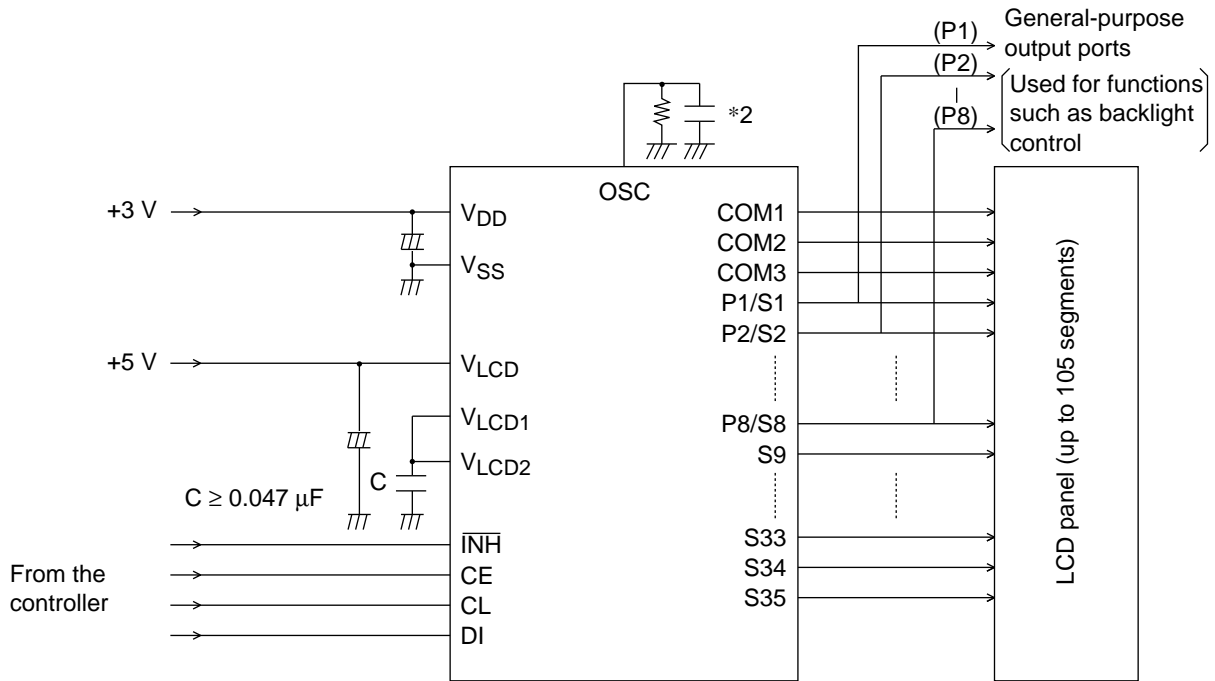 (P1)
General-purpose
output ports
(P2)
(P8)
Used for functions
such as backlight
control
*2
OSC
+3 V
VDD
VSS
+5 V
VLCD
VLCD1
VLCD2
C
C ≥ 0.047 μF
From the
controller
INH
CE
CL
DI
COM1
COM2
COM3
P1/S1
P2/S2
P8/S8
S9
S33
S34
S35
LCD panel (up to 105 segments)